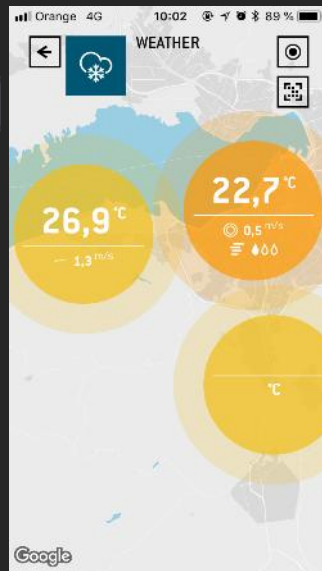 Orange 4G 10:02 89 %
WEATHER
22,7 °C
26,9 °C
0,5 m/s
1,3 m/s
°C
Google